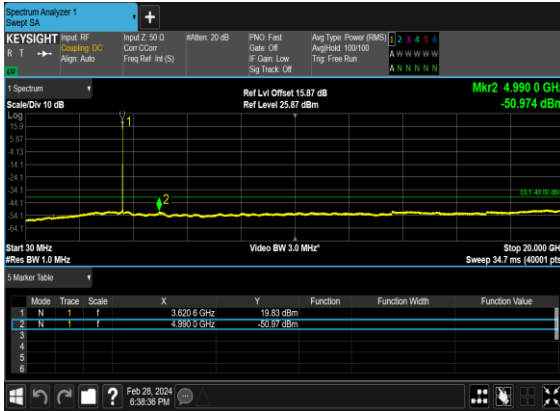 Spectrum Analyzer 1
Swept SA
+
KEYSIGHT Input: RF Input Z: 50 Ω #Atten: 20 dB PNO: Fast Avg Type: Power (RMS) 1 2 3 4 5 6
R T Coupling: DC Corr CCorr Gate: Off Avg|Hold: 100/100 A W W W W W
Align: Auto Freq Ref: Int (S) IF Gain: Low Trig: Free Run
Sig Track: Off A N N N N N
1 Spectrum Ref Lvl Offset 15.87 dB Mkr2 4.990 0 GHz
Scale/Div 10 dB Ref Level 25.87 dBm -50.974 dBm
Log
15.9
5.87
-4.13
-14.1
-24.1
-34.1
-44.1
-54.1
-64.1
1
2
DL1 -40.00 dBm
Start 30 MHz Video BW 3.0 MHz* Stop 20.000 GH
#Res BW 1.0 MHz Sweep 34.7 ms (40001 pts
5 Marker Table
Mode Trace Scale X Y Function Function Width Function Value
1 N 1 f 3.620 6 GHz 19.83 dBm
2 N 1 f 4.990 0 GHz -50.97 dBm
3
4
5
6
? Feb 28, 2024
6:38:36 PM